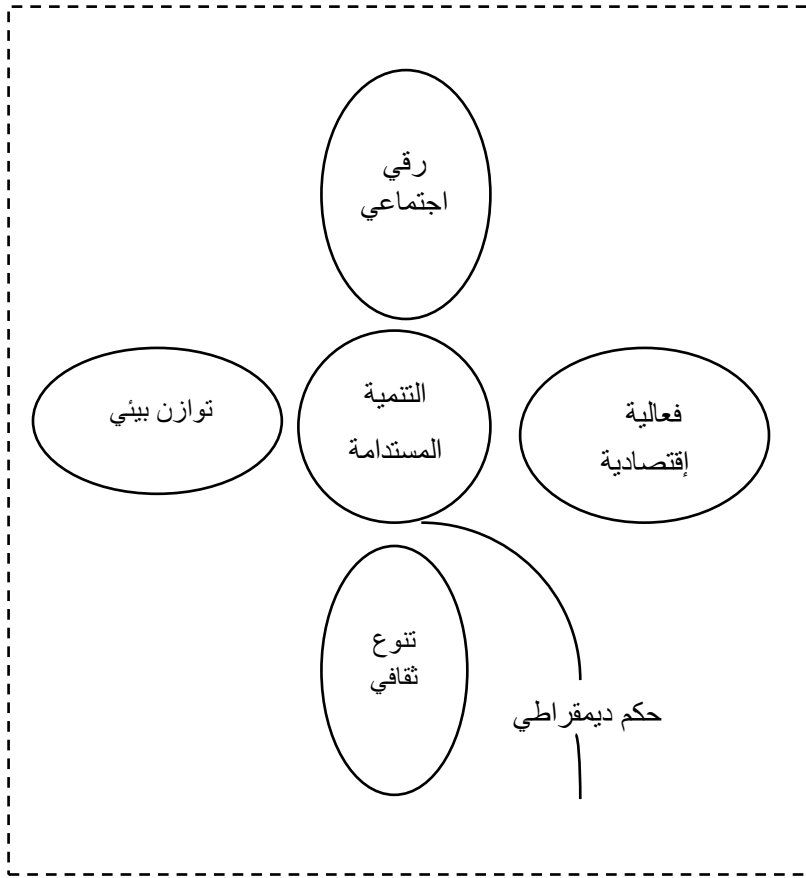 رقي
اجتماعي
فعالية
إقتصادية
التنمية
المستدامة
توازن بيئي
تنوع
ثقافي
حكم ديمقراطي